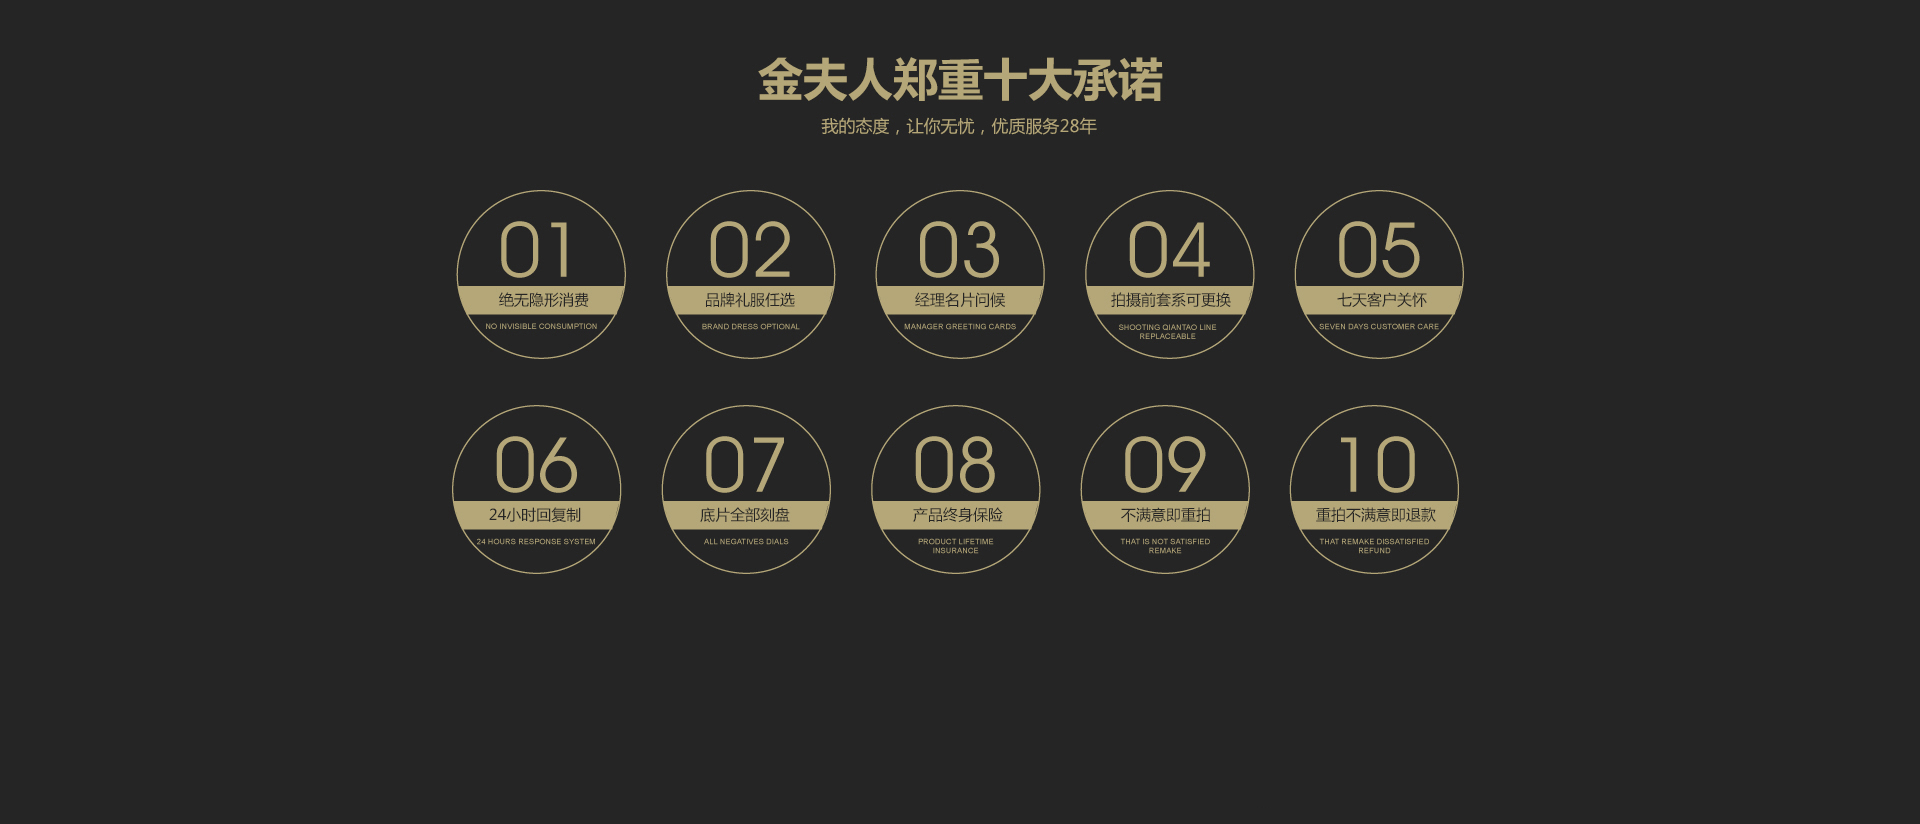 金夫人郑重十大承诺
我的态度，让你无忧，优质服务28年
01
绝无隐形消费
NO INVISIBLE CONSUMPTION
02
品牌礼服任选
BRAND DRESS OPTIONAL
03
经理名片问候
MANAGER GREETING CARDS
04
拍摄前套系可更换
SHOOTING QIANTAO LINE
REPLACEABLE
05
七天客户关怀
SEVEN DAYS CUSTOMER CARE
06
24小时回复制
24 HOURS RESPONSE SYSTEM
07
底片全部刻盘
ALL NEGATIVES DIALS
08
产品终身保险
PRODUCT LIFETIME
INSURANCE
09
不满意即重拍
THAT IS NOT SATISFIED
REMAKE
10
重拍不满意即退款
THAT REMAKE DISSATISFIED
REFUND